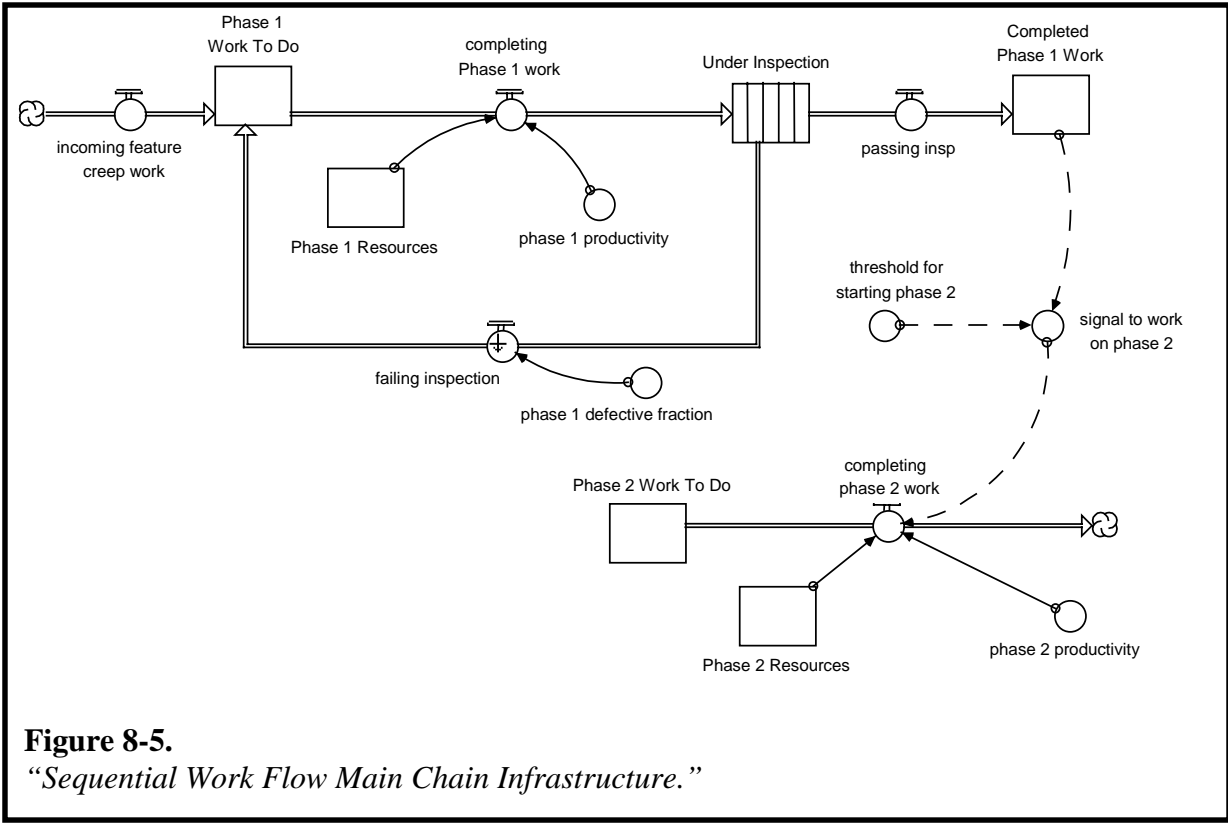 Phase 1
Work To Do
completing
Phase 1 work
Under Inspection
Completed
Phase 1 Work
incoming feature
creep work
passing insp
Phase 1 Resources
phase 1 productivity
threshold for
starting phase 2
signal to work
on phase 2
failing inspection
phase 1 defective fraction
Phase 2 Work To Do
completing
phase 2 work
Phase 2 Resources
phase 2 productivity
Figure 8-5.
“Sequential Work Flow Main Chain Infrastructure.”